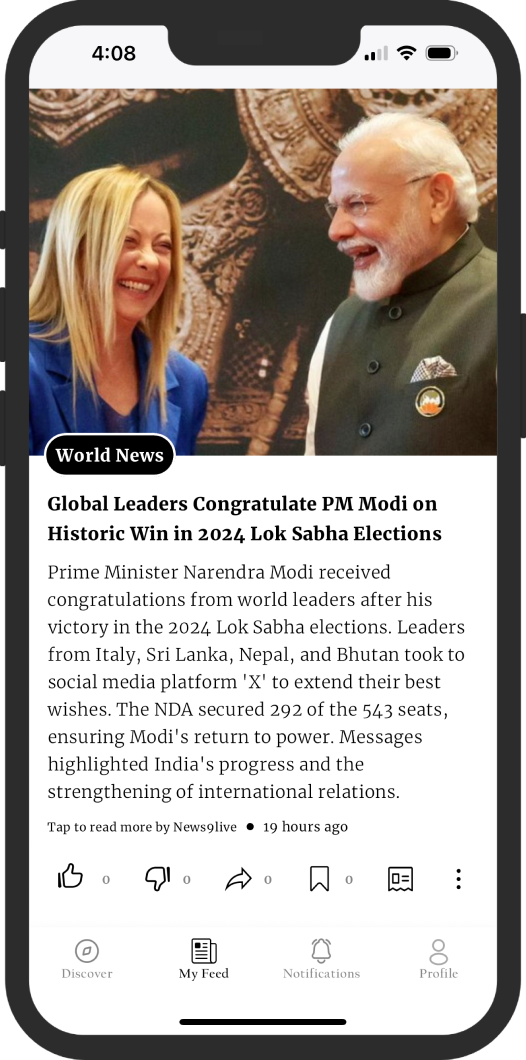 4:08
World News
Global Leaders Congratulate PM Modi on
Historic Win in 2024 Lok Sabha Elections
Prime Minister Narendra Modi received
congratulations from world leaders after his
victory in the 2024 Lok Sabha elections. Leaders
from Italy, Sri Lanka, Nepal, and Bhutan took to
social media platform 'X' to extend their best
wishes. The NDA secured 292 of the 543 seats,
ensuring Modi's return to power. Messages
highlighted India's progress and the
strengthening of international relations.
Tap to read more by News9live ● 19 hours ago
0 0 0 0
Discover My Feed Notifications Profile